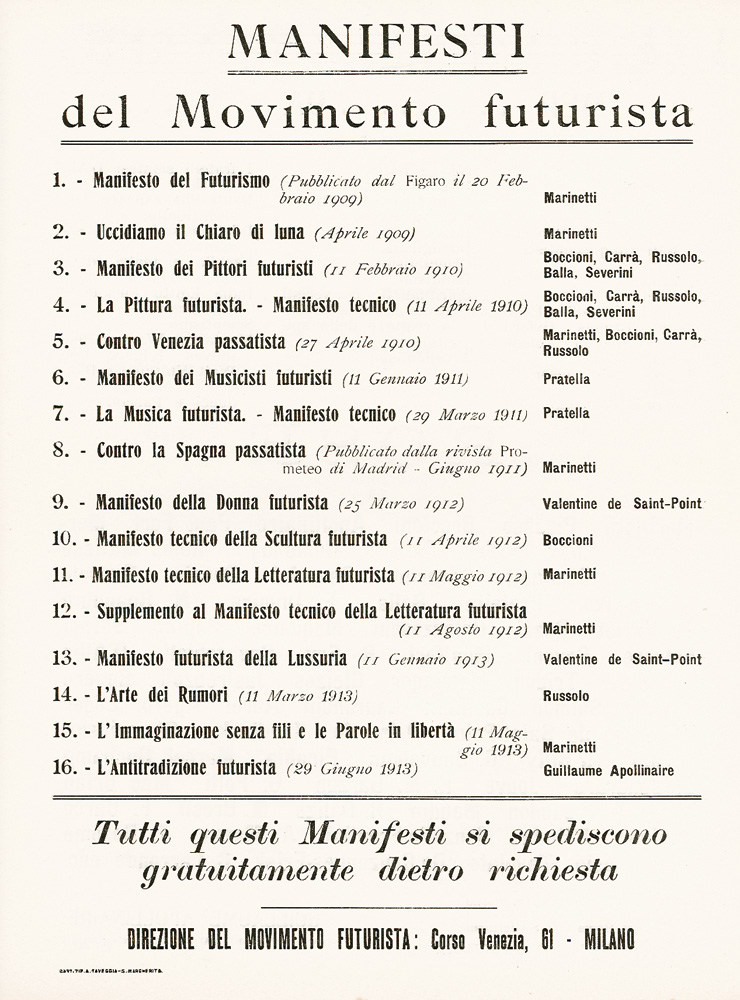 MANIFESTI
del Movimento futurista
1. - Manifesto del Futurismo (Pubblicato dal Figaro il 20 Feb-
braio 1909) Marinetti
2. - Uccidiamo il Chiaro di luna (Aprile 1909) Marinetti
3. - Manifesto dei Pittori futuristi (11 Febbraio 1910) Boccioni, Carrà, Russolo,
Balla, Severini
4. - La Pittura futurista. - Manifesto tecnico (11 Aprile 1910) Boccioni, Carrà, Russolo,
Balla, Severini
5. - Contro Venezia passatista (27 Aprile 1910) Marinetti, Boccioni, Carrà,
Russolo
6. - Manifesto dei Musicisti futuristi (11 Gennaio 1911) Pratella
7. - La Musica futurista. - Manifesto tecnico (29 Marzo 1911) Pratella
8. - Contro la Spagna passatista (Pubblicato dalla rivista Pro-
meteo di Madrid - Giugno 1911) Marinetti
9. - Manifesto della Donna futurista (25 Marzo 1912) Valentine de Saint-Point
10. - Manifesto tecnico della Scultura futurista (11 Aprile 1912) Boccioni
11. - Manifesto tecnico della Letteratura futurista (11 Maggio 1912) Marinetti
12. - Supplemento al Manifesto tecnico della Letteratura futurista
(11 Agosto 1912) Marinetti
13. - Manifesto futurista della Lussuria (11 Gennaio 1913) Valentine de Saint-Point
14. - L'Arte dei Rumori (11 Marzo 1913) Russolo
15. - L'Immaginazione senza fili e le Parole in libertà (11 Mag-
gio 1913) Marinetti
16. - L'Antitradizione futurista (29 Giugno 1913) Guillaume Apollinaire
Tutti questi Manifesti si spediscono
gratuitamente dietro richiesta
DIREZIONE DEL MOVIMENTO FUTURISTA: Corso Venezia, 61 - MILANO
TIP. A. TAVEGGIA - S. MARGHERITA